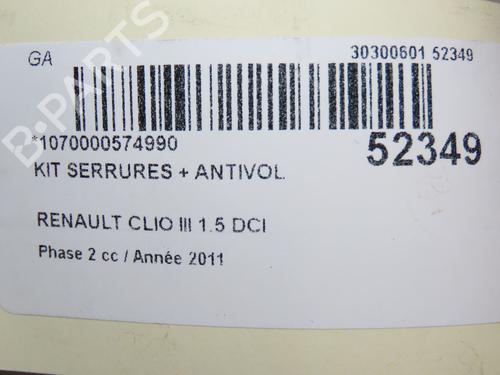 GA
30300601 52349
*1070000574990
52349
KIT SERRURES + ANTIVOL
RENAULT CLIO III 1.5 DCI
Phase 2 cc / Année 2011
B-PARTS